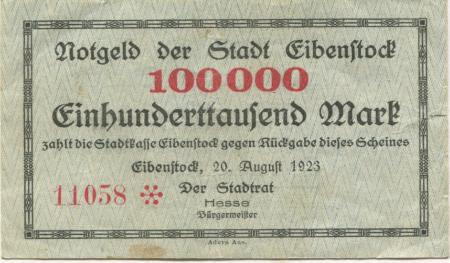 Notgeld der Stadt Eibenstock
100000
Einhunderttausend Mark
zahlt die Stadtkasse Eibenstock gegen Rückgabe dieses Scheines
Eibenstock, 20. August 1923
11058 ✻ Der Stadtrat
Hesse
Bürgermeister